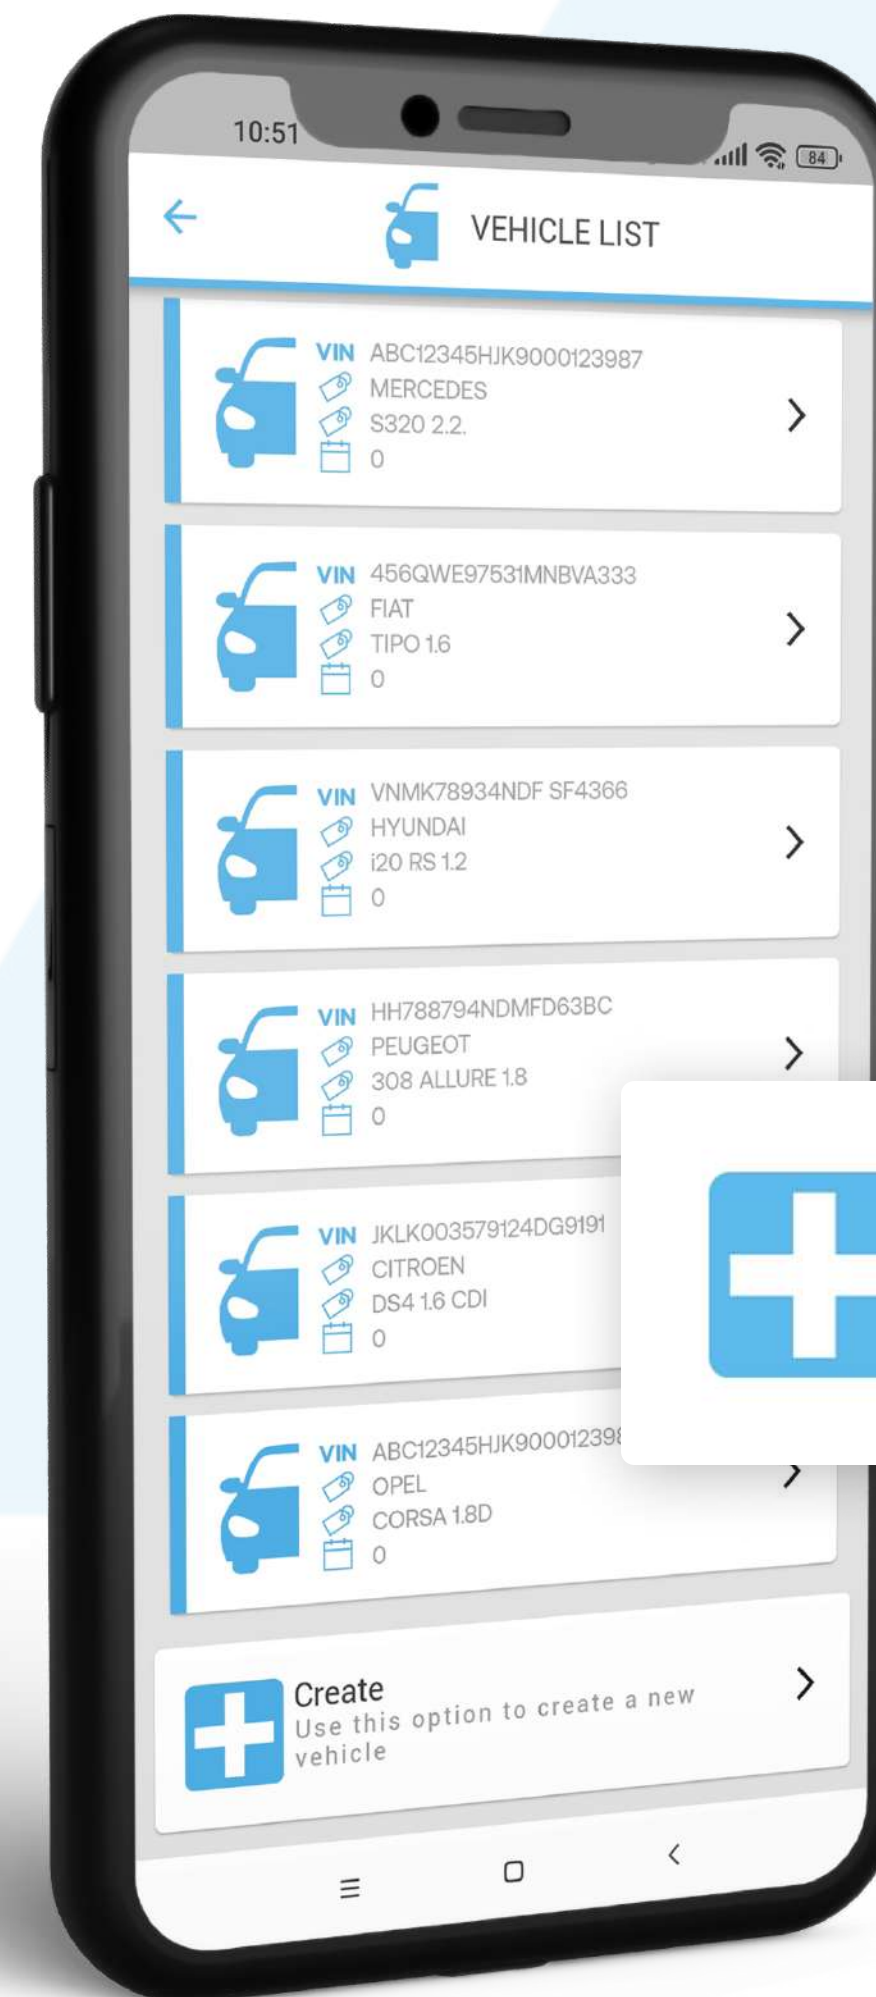 10:51
84
VEHICLE LIST
VIN ABC12345HJK9000123987
MERCEDES
S320 2.2.
0
VIN 456QWE97531MNBVA333
FIAT
TIPO 1.6
0
VIN VNMK78934NDF SF4366
HYUNDAI
i20 RS 1.2
0
VIN HH788794NDMFD63BC
PEUGEOT
308 ALLURE 1.8
0
VIN JKLK003579124DG9191
CITROEN
DS4 1.6 CDI
0
VIN
OPEL
CORSA 1.8D
0
Create
Use this option to create a new
vehicle